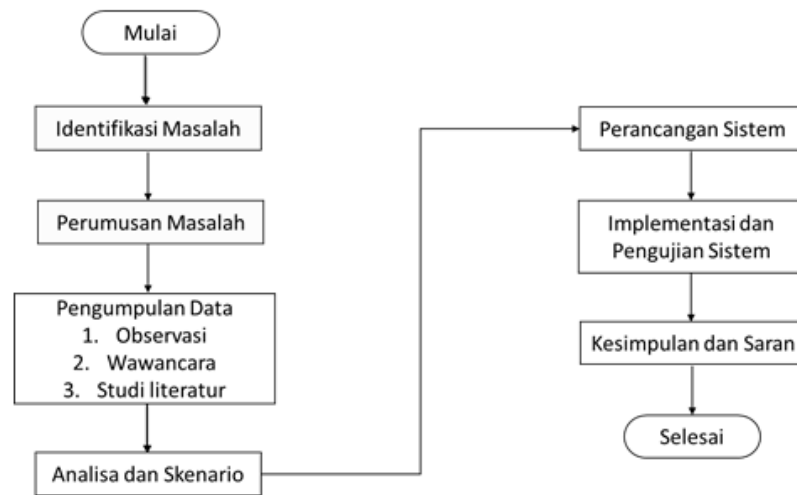 Mulai
Identifikasi Masalah
Perumusan Masalah
Pengumpulan Data
1. Observasi
2. Wawancara
3. Studi literatur
Analisa dan Skenario
Perancangan Sistem
Implementasi dan
Pengujian Sistem
Kesimpulan dan Saran
Selesai